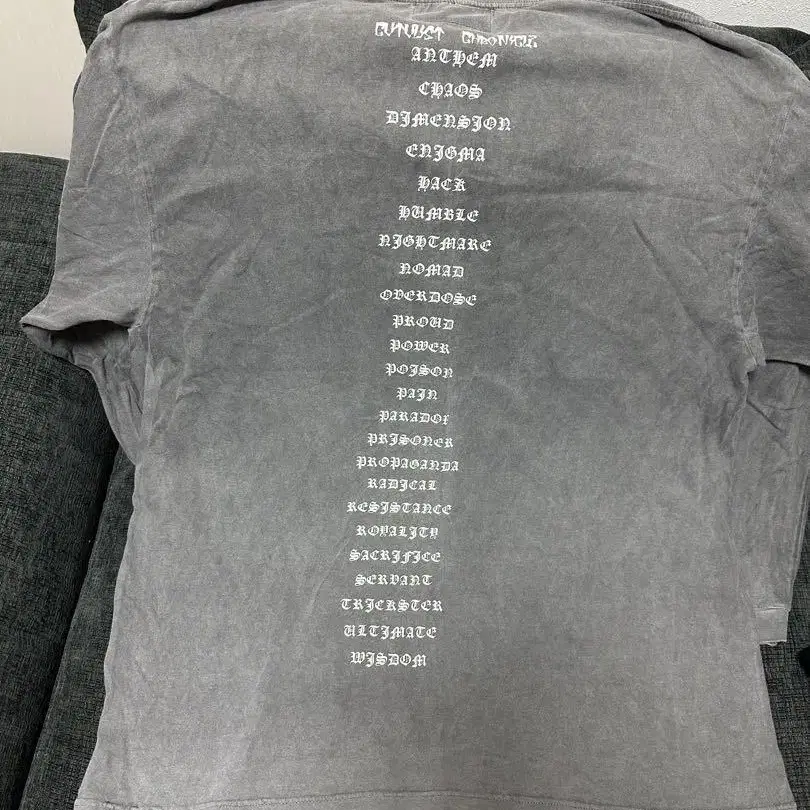 ANTHEM
CHAOS
DIMENSION
ENIGMA
HACK
HUMBLE
NIGHTMARE
NOMAD
OVERDOSE
PROUD
POWER
POISON
PAIN
PARADOX
PRISONER
PROPAGANDA
RADICAL
RESISTANCE
ROYALITY
SACRIFICE
SERVANT
TRICKSTER
ULTIMATE
WISDOM